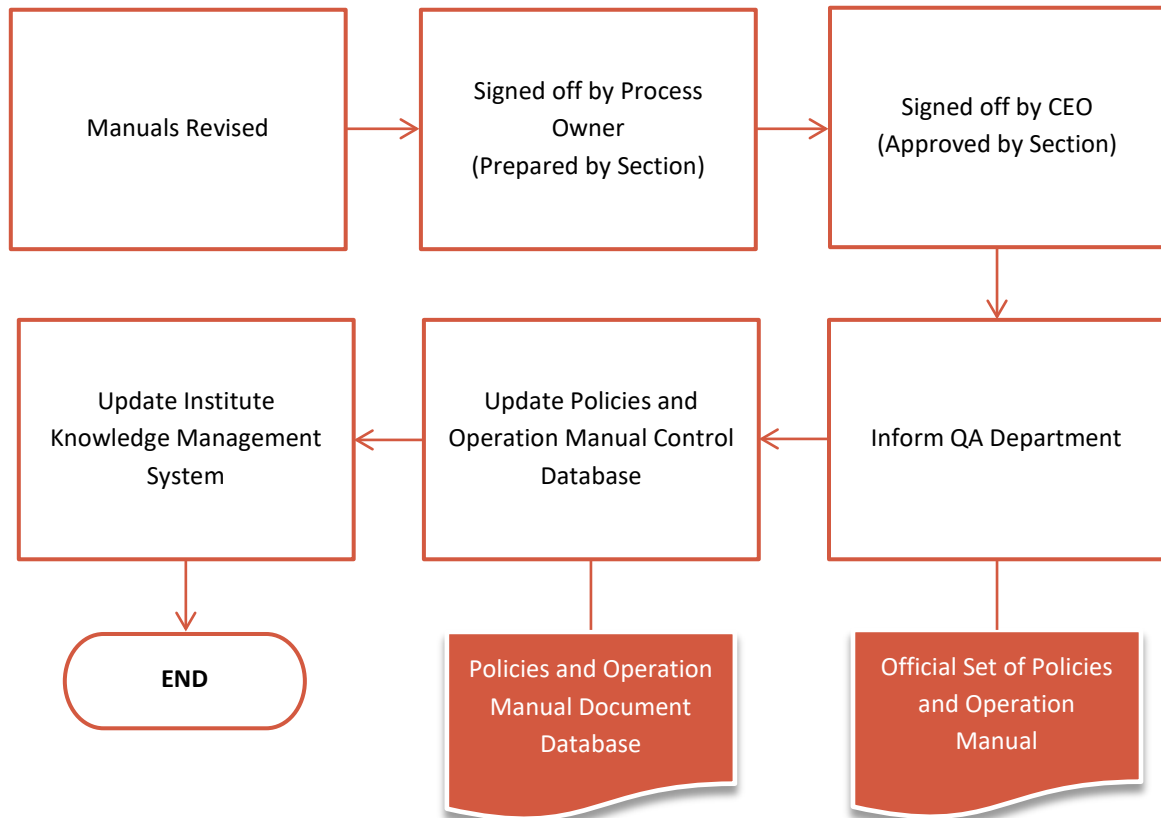 Manuals Revised
Signed off by Process
Owner
(Prepared by Section)
Signed off by CEO
(Approved by Section)
Update Institute
Knowledge Management
System
Update Policies and
Operation Manual Control
Database
Inform QA Department
END
Policies and Operation
Manual Document
Database
Official Set of Policies
and Operation
Manual